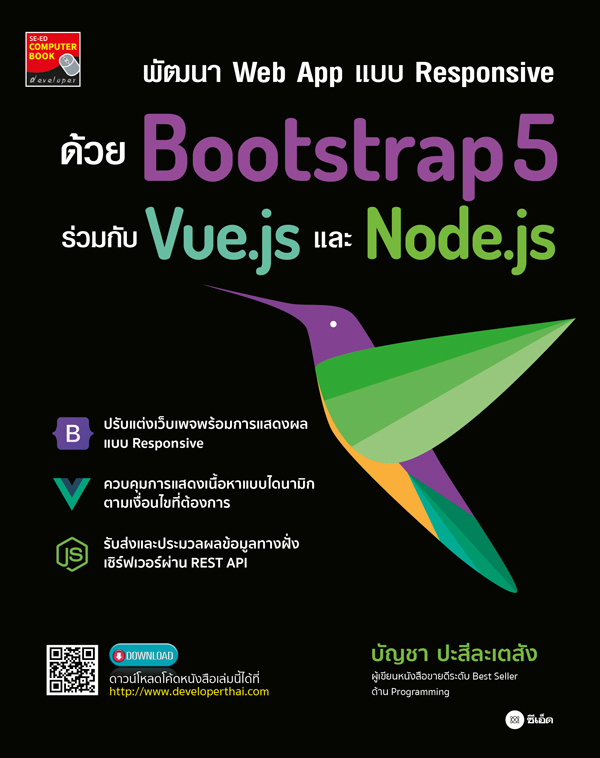 SE-ED
COMPUTER
BOOK
developer
พัฒนา Web App แบบ Responsive
ด้วย Bootstrap 5
ร่วมกับ Vue.js และ Node.js
B
ปรับแต่งเว็บเพจพร้อมการแสดงผล
แบบ Responsive
ควบคุมการแสดงเนื้อหาแบบไดนามิก
ตามเงื่อนไขที่ต้องการ
JS
รับส่งและประมวลผลข้อมูลทางฝั่ง
เซิร์ฟเวอร์ผ่าน REST API
DOWNLOAD
ดาวน์โหลดโค้ดหนังสือเล่มนี้ได้ที่
http://www.developerthai.com
บัญชา ปะสีละเตสัง
ผู้เขียนหนังสือขายดีระดับ Best Seller
ด้าน Programming
ซีเอ็ด